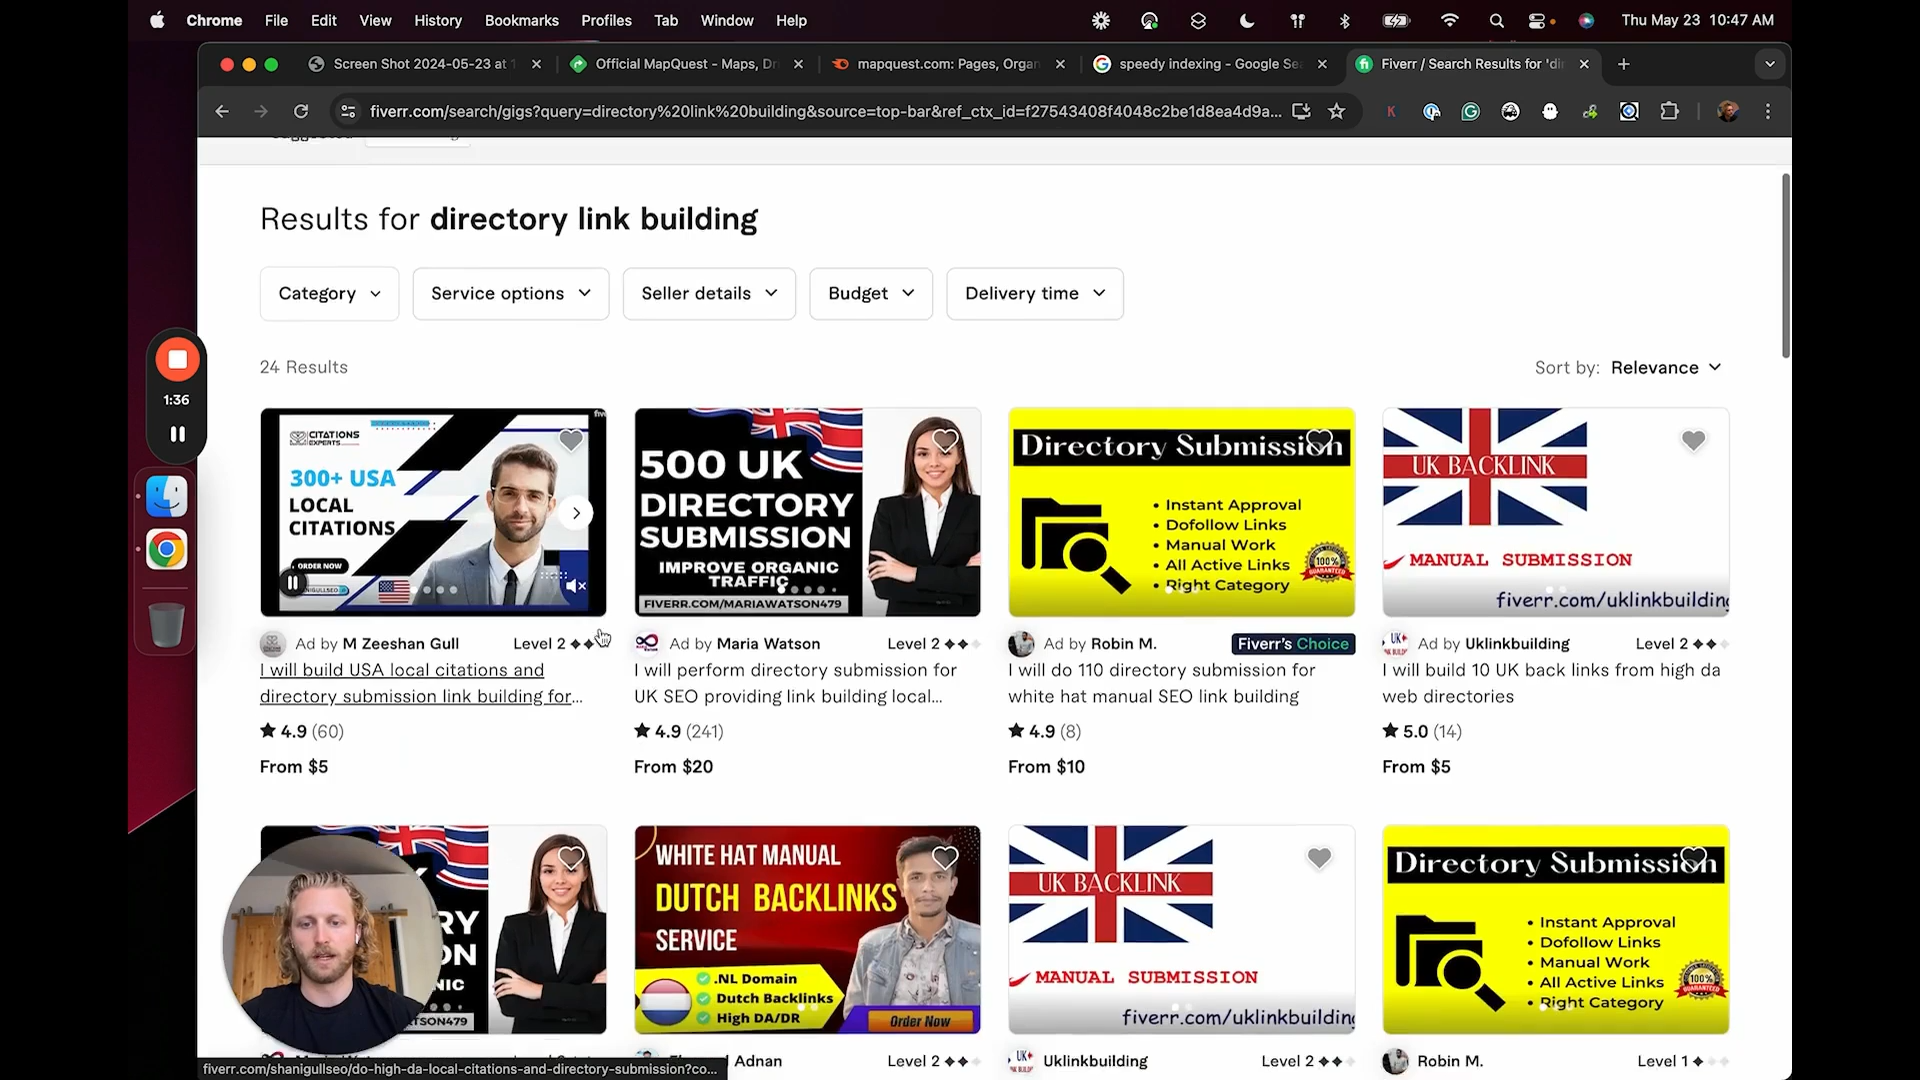 Chrome File Edit View History Bookmarks Profiles Tab Window Help Thu May 23 10:47 AM
Screen Shot 2024-05-23 at 1
Official MapQuest - Maps, Dri
mapquest.com: Pages, Organ
speedy indexing - Google Sea
Fiverr / Search Results for 'di
fiverr.com/search/gigs?query=directory%20link%20building&source=top-bar&ref_ctx_id=f27543408f4048c2be1d8ea4d9a...
Results for directory link building
Category
Service options
Seller details
Budget
Delivery time
24 Results
Sort by: Relevance
1:36
CITATIONS
EXPERTS
300+ USA
LOCAL
CITATIONS
ORDER NOW
500 UK
DIRECTORY
SUBMISSION
IMPROVE ORGANIC
TRAFFIC
FIVERR.COM/MARIAWATSON479
Directory Submission
• Instant Approval
• Dofollow Links
• Manual Work
• All Active Links
• Right Category
100%
GUARANTEED
UK BACKLINK
MANUAL SUBMISSION
fiverr.com/uklinkbuilding
Ad by M Zeeshan Gull Level 2
I will build USA local citations and
directory submission link building for...
4.9 (60)
From $5
Ad by Maria Watson Level 2
I will perform directory submission for
UK SEO providing link building local...
4.9 (241)
From $20
Ad by Robin M. Fiverr's Choice
I will do 110 directory submission for
white hat manual SEO link building
4.9 (8)
From $10
Ad by Uklinkbuilding Level 2
I will build 10 UK back links from high da
web directories
5.0 (14)
From $5
WHITE HAT MANUAL
DUTCH BACKLINKS
SERVICE
.NL Domain
Dutch Backlinks
High DA/DR
Order Now
UK BACKLINK
MANUAL SUBMISSION
fiverr.com/uklinkbuilding
Directory Submission
• Instant Approval
• Dofollow Links
• Manual Work
• All Active Links
• Right Category
100%
GUARANTEED
Adnan Level 2
Uklinkbuilding Level 2
Robin M. Level 1
fiverr.com/shanigullseo/do-high-da-local-citations-and-directory-submission?co...